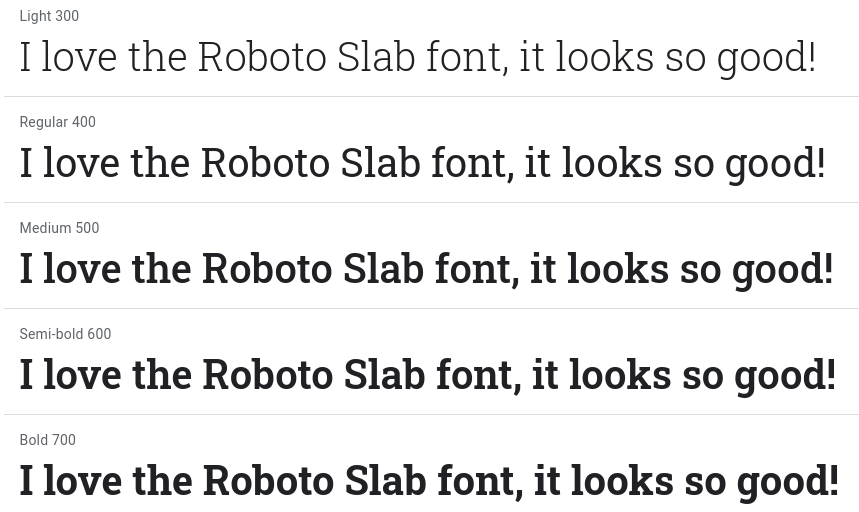 Light 300
I love the Roboto Slab font, it looks so good!
Regular 400
I love the Roboto Slab font, it looks so good!
Medium 500
I love the Roboto Slab font, it looks so good!
Semi-bold 600
I love the Roboto Slab font, it looks so good!
Bold 700
I love the Roboto Slab font, it looks so good!